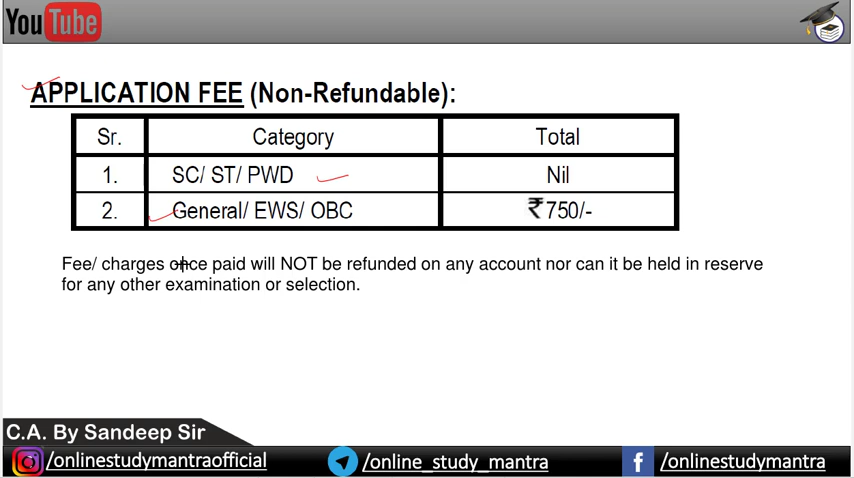 YouTube
APPLICATION FEE (Non-Refundable):
Sr. Category Total
1. SC/ ST/ PWD Nil
2. General/ EWS/ OBC ₹750/-
Fee/ charges once paid will NOT be refunded on any account nor can it be held in reserve
for any other examination or selection.
C.A. By Sandeep Sir
/onlinestudymantraofficial /online_study_mantra /onlinestudymantra